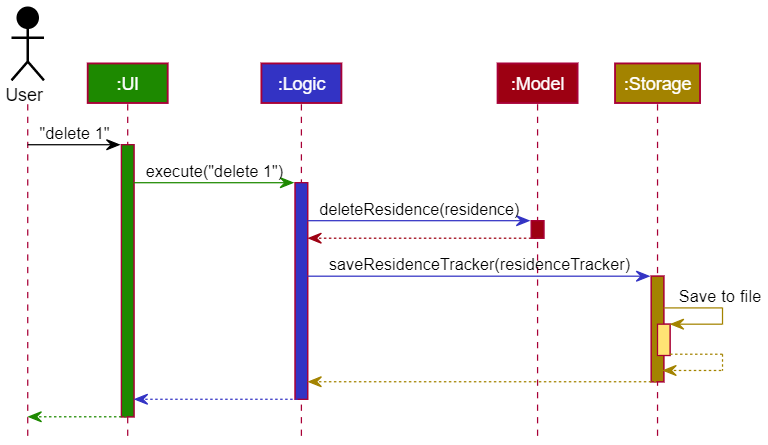 User
:UI
:Logic
:Model
:Storage
"delete 1"
execute("delete 1")
deleteResidence(residence)
saveResidenceTracker(residenceTracker)
Save to file